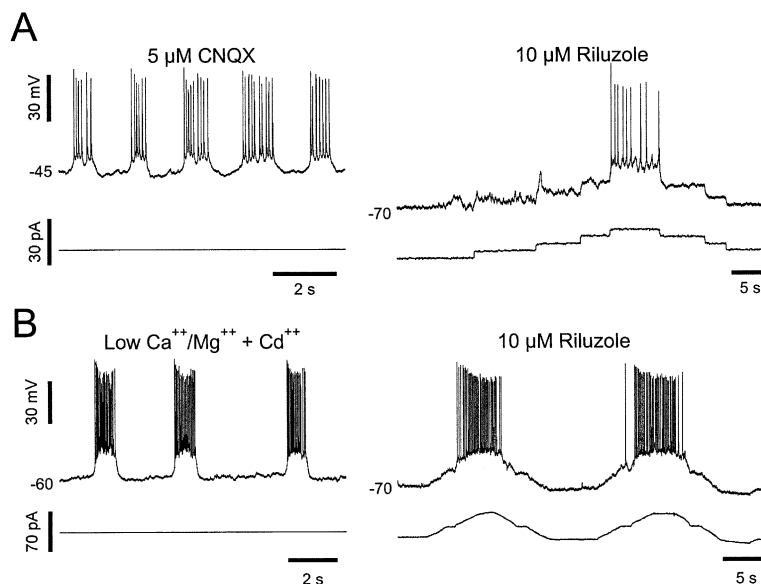 A
5 µM CNQX
10 µM Riluzole
30 mV
-45
-70
30 pA
2 s
5 s
B
Low Ca⁺⁺/Mg⁺⁺ + Cd⁺⁺
10 µM Riluzole
30 mV
-60
-70
70 pA
2 s
5 s